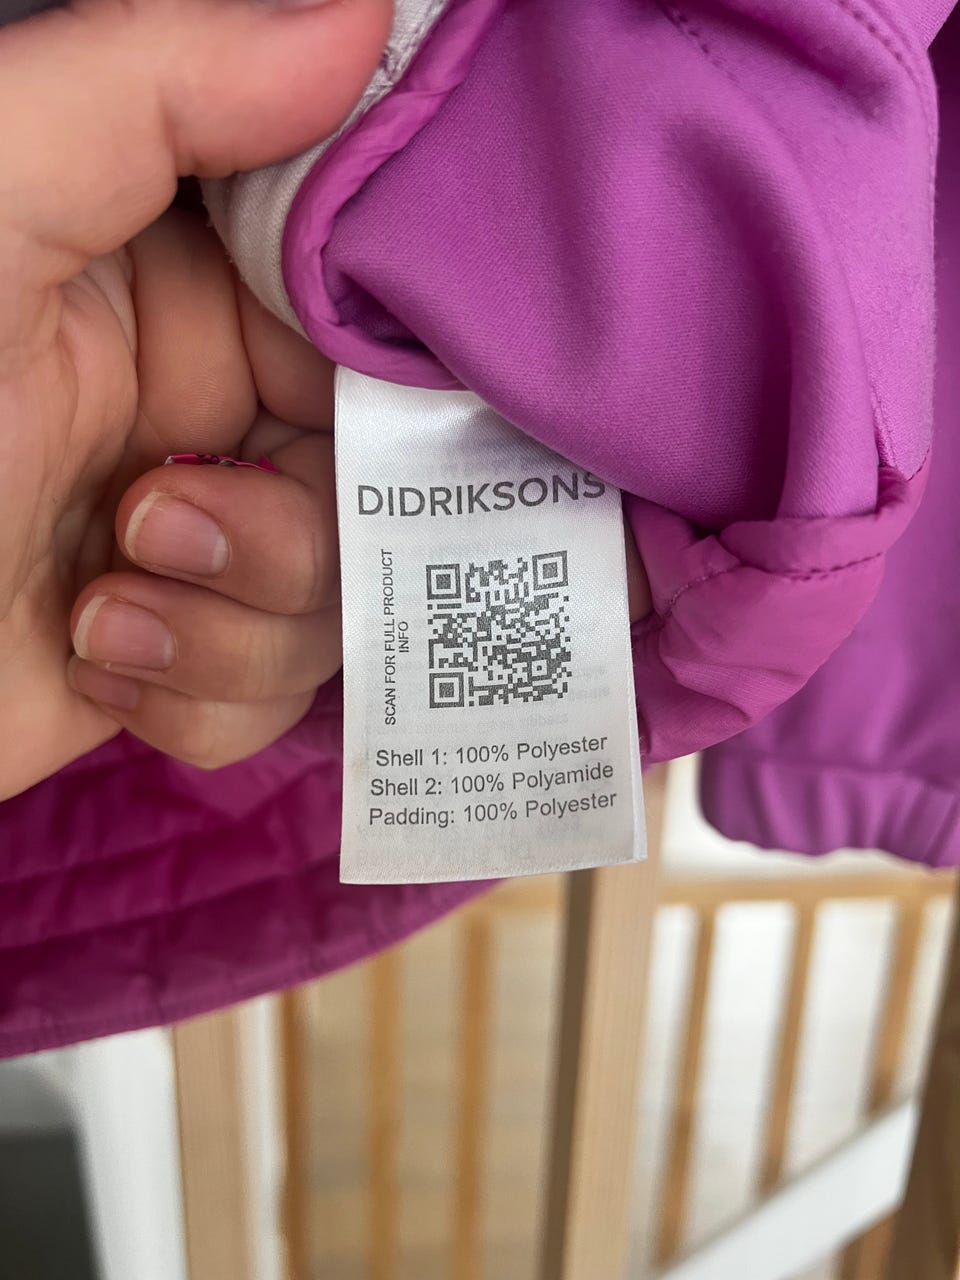 DIDRIKSONS
SCAN FOR FULL PRODUCT
INFO
Shell 1: 100% Polyester
Shell 2: 100% Polyamide
Padding: 100% Polyester